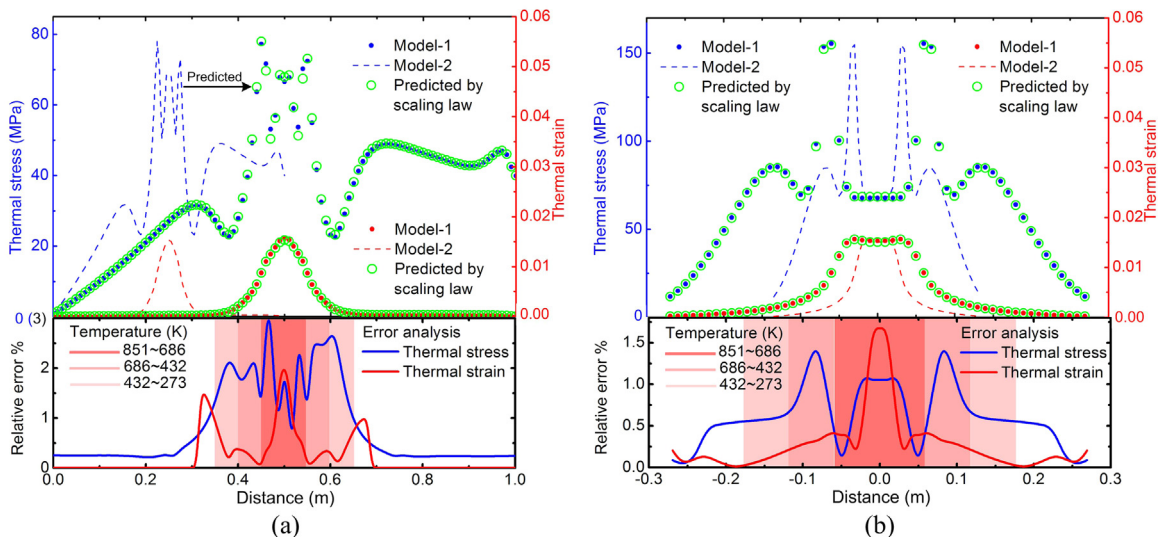 80
60
40
20
0 (3)
Thermal stress (MPa)
0.06
0.05
0.04
0.03
0.02
0.01
0.00
Thermal strain
Model-1
Model-2
Predicted by
scaling law
Predicted
Model-1
Model-2
Predicted by
scaling law
Temperature (K)
851~686
686~432
432~273
Error analysis
Thermal stress
Thermal strain
Relative error %
2
1
0
0.0 0.2 0.4 0.6 0.8 1.0
Distance (m)
(a)
150
100
50
0
Thermal stress (MPa)
0.06
0.05
0.04
0.03
0.02
0.01
0.00
Thermal strain
Model-1
Model-2
Predicted by
scaling law
Model-1
Model-2
Predicted by
scaling law
Temperature (K)
851~686
686~432
432~273
Error analysis
Thermal stress
Thermal strain
Relative error %
1.5
1.0
0.5
0.0
-0.3 -0.2 -0.1 0.0 0.1 0.2 0.3
Distance (m)
(b)